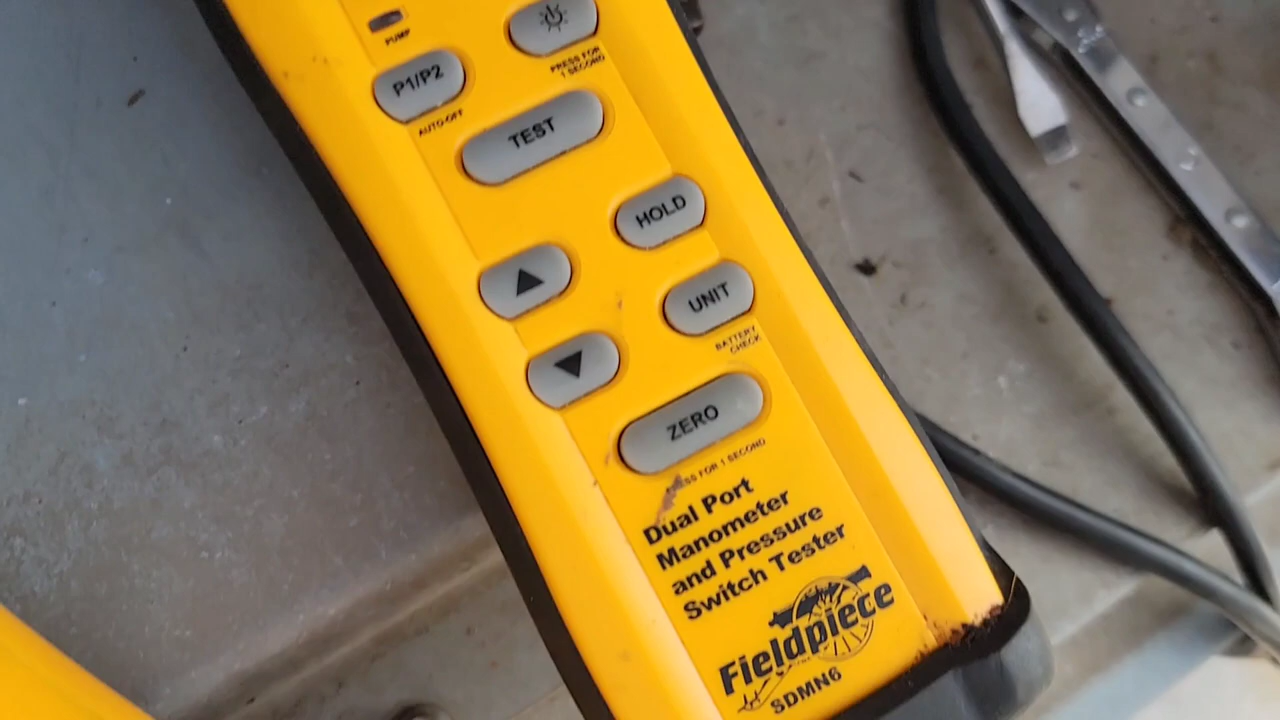 PUMP
PRESS FOR
1 SECOND
P1/P2
AUTO-OFF
TEST
HOLD
UNIT
BATTERY
CHECK
ZERO
PRESS FOR 1 SECOND
Dual Port
Manometer
and Pressure
Switch Tester
Fieldpiece
SDMN6